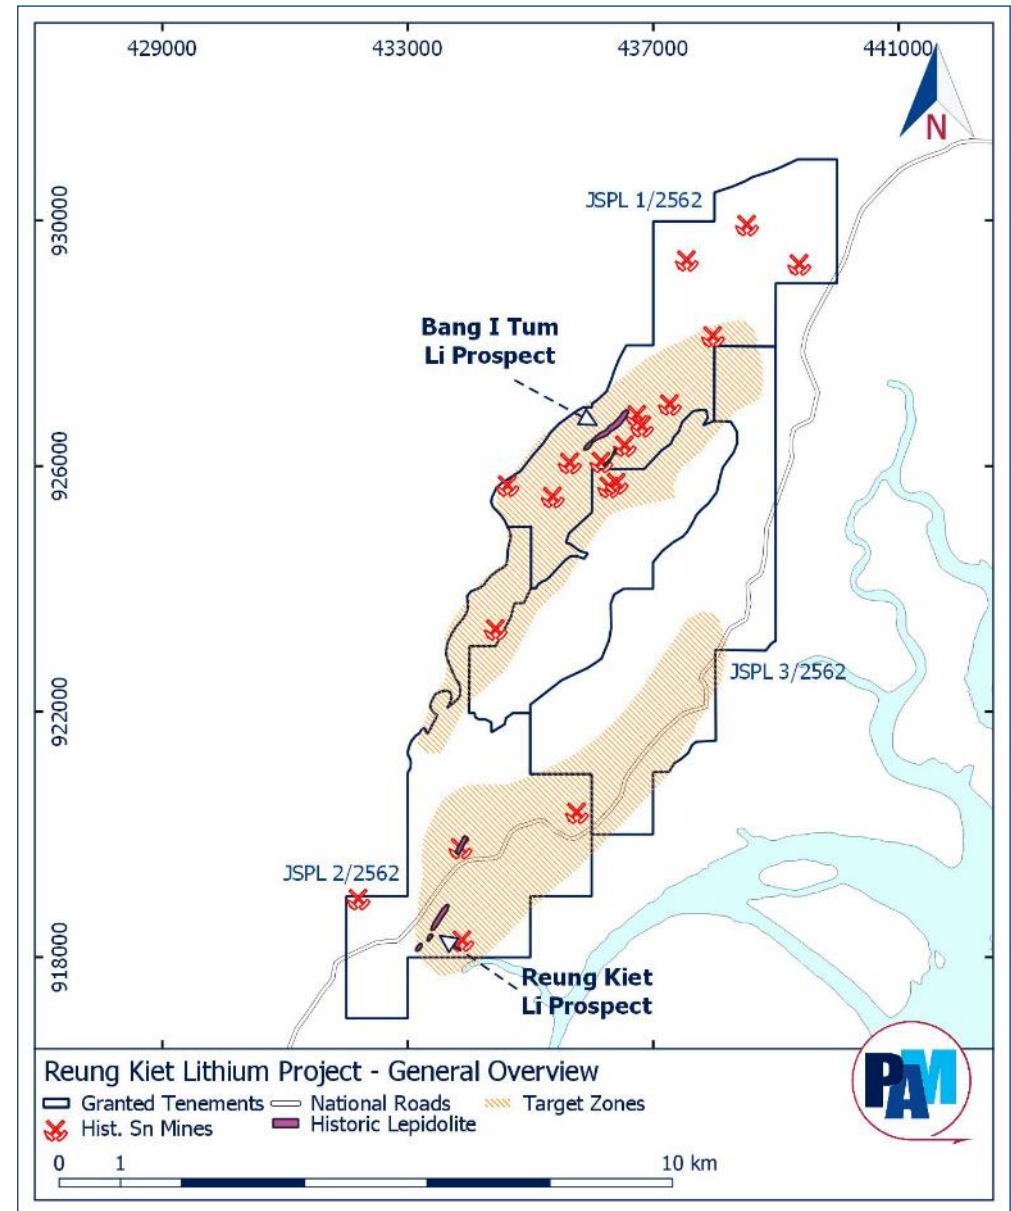 429000 433000 437000 441000
N
930000
926000
922000
918000
JSPL 1/2562
Bang I Tum
Li Prospect
JSPL 3/2562
JSPL 2/2562
Reung Kiet
Li Prospect
Reung Kiet Lithium Project - General Overview
Granted Tenements National Roads Target Zones
Hist. Sn Mines Historic Lepidolite
0 1 10 km
PAM